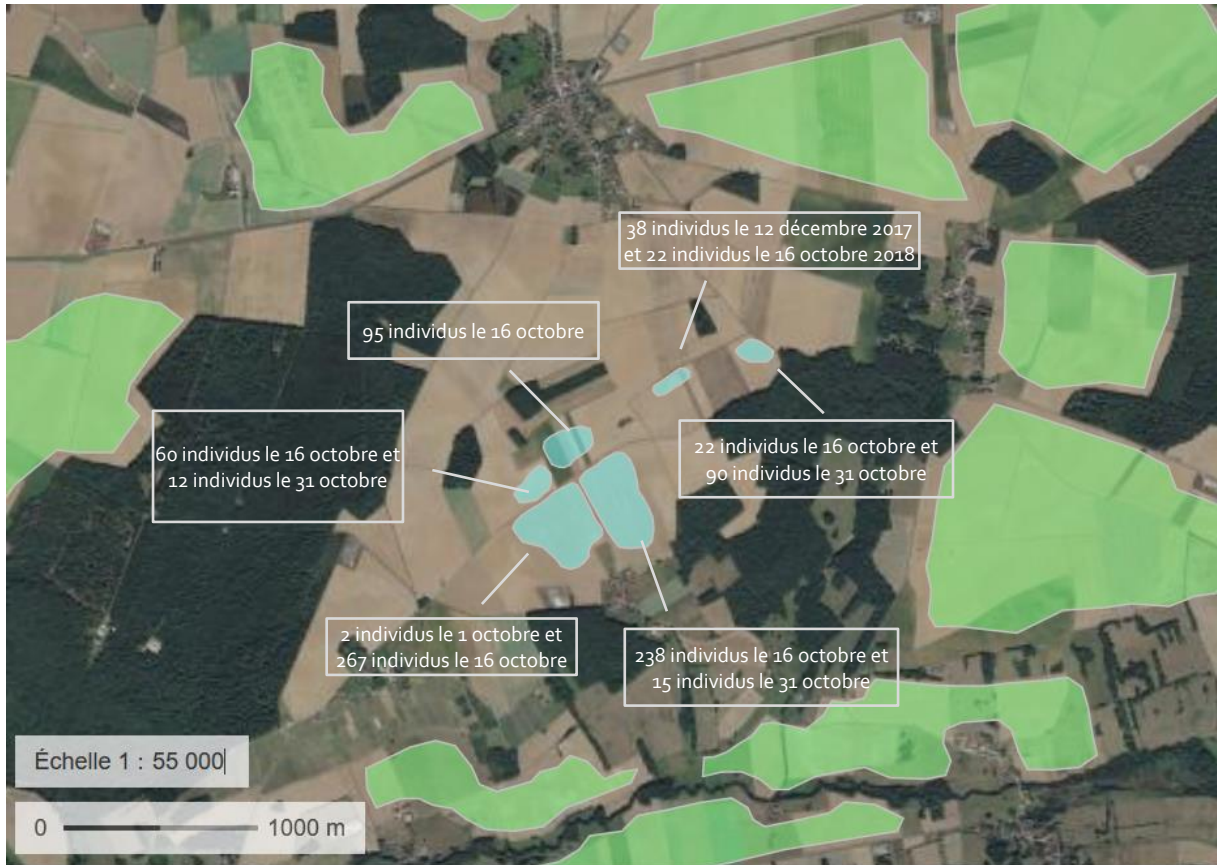 38 individus le 12 décembre 2017
et 22 individus le 16 octobre 2018
95 individus le 16 octobre
60 individus le 16 octobre et
12 individus le 31 octobre
22 individus le 16 octobre et
90 individus le 31 octobre
2 individus le 1 octobre et
267 individus le 16 octobre
238 individus le 16 octobre et
15 individus le 31 octobre
Échelle 1 : 55 000
0 1000 m